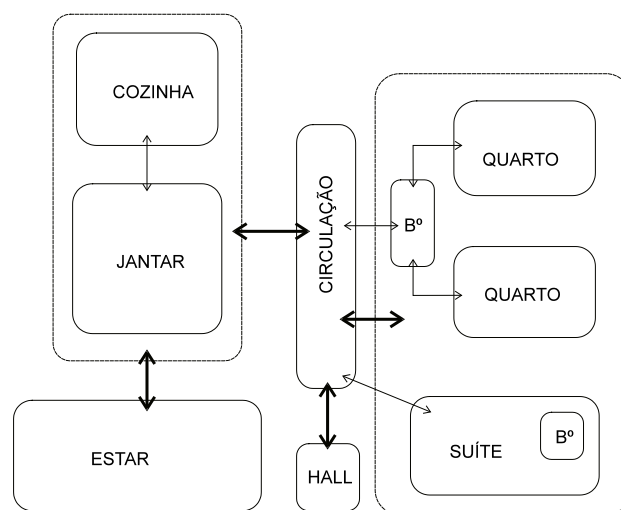 COZINHA
JANTAR
ESTAR
CIRCULAÇÃO
HALL
Bº
QUARTO
QUARTO
SUÍTE
Bº